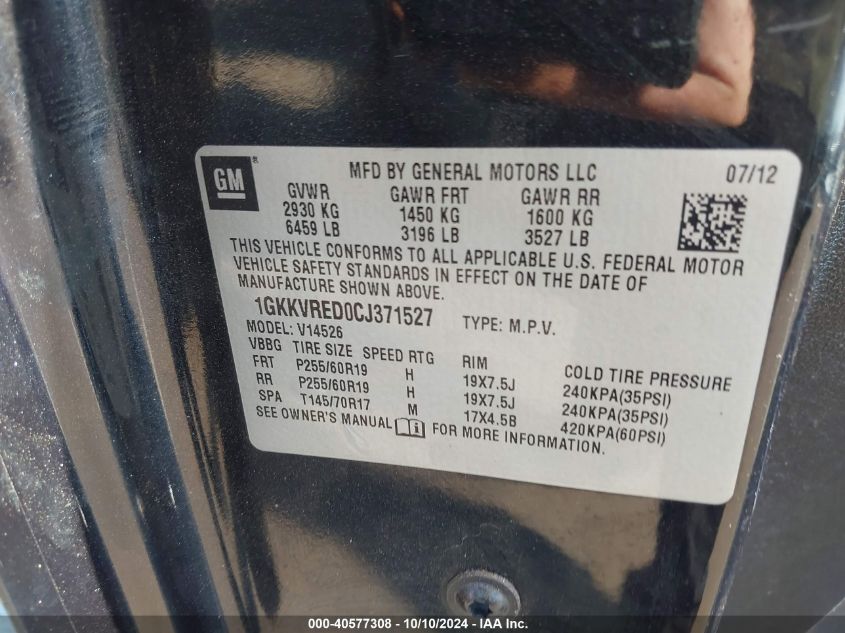 GM ®
MFD BY GENERAL MOTORS LLC 07/12
GVWR GAWR FRT GAWR RR
2930 KG 1450 KG 1600 KG
6459 LB 3196 LB 3527 LB
THIS VEHICLE CONFORMS TO ALL APPLICABLE U.S. FEDERAL MOTOR
VEHICLE SAFETY STANDARDS IN EFFECT ON THE DATE OF
MANUFACTURE SHOWN ABOVE.
1GKKVRED0CJ371527 TYPE: M.P.V.
MODEL: V14526
VBBG TIRE SIZE SPEED RTG RIM COLD TIRE PRESSURE
FRT P255/60R19 H 19X7.5J 240KPA(35PSI)
RR P255/60R19 H 19X7.5J 240KPA(35PSI)
SPA T145/70R17 M 17X4.5B 420KPA(60PSI)
SEE OWNER'S MANUAL FOR MORE INFORMATION.
000-40577308 - 10/10/2024 - IAA Inc.